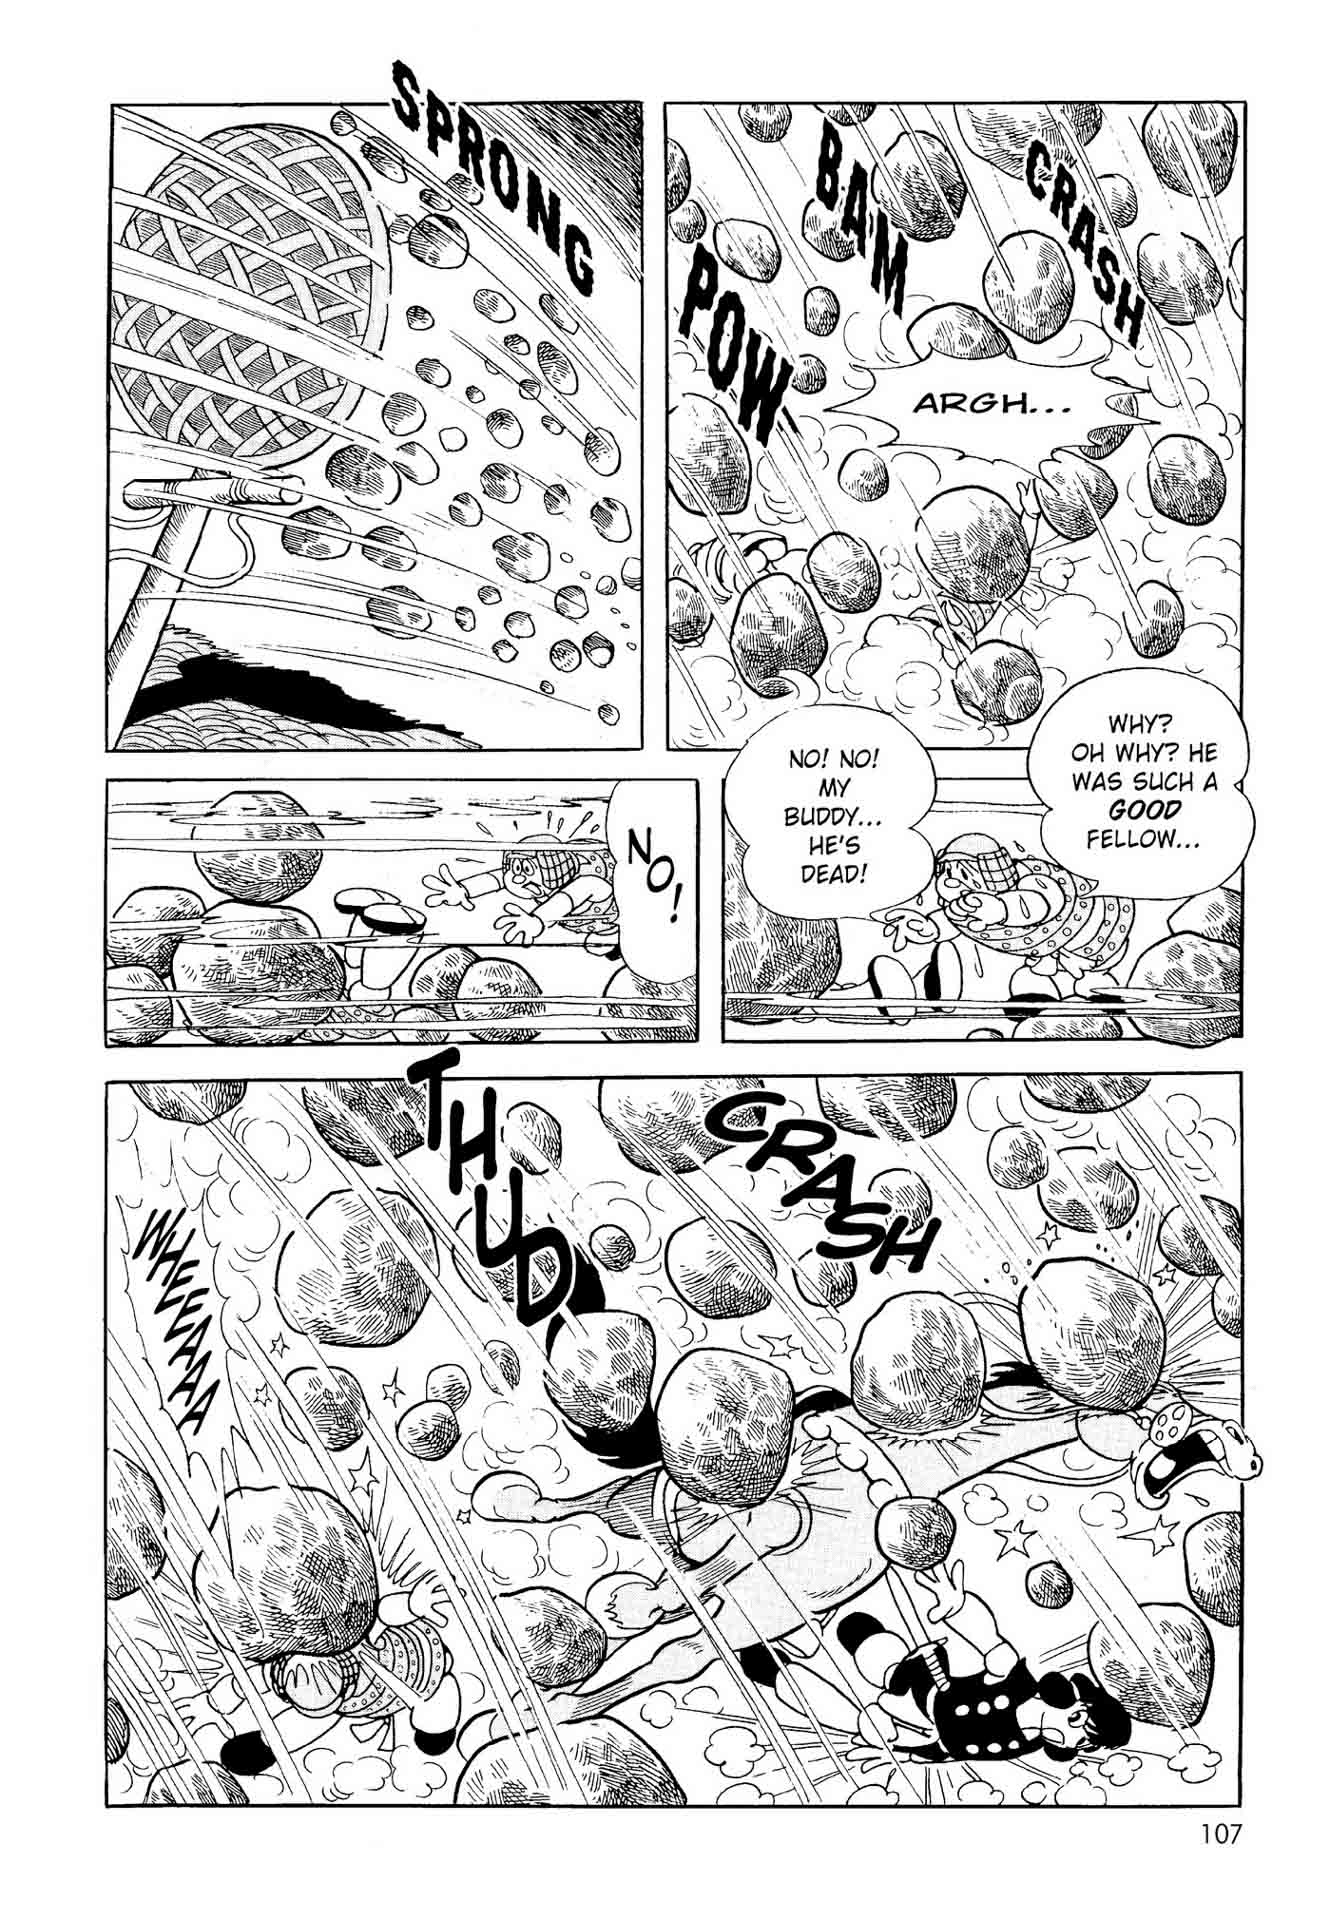 SPRONG
CRASH
BAM
POW
ARGH...
NO!
NO! NO!
MY
BUDDY...
HE'S
DEAD!
WHY?
OH WHY? HE
WAS SUCH A
GOOD
FELLOW...
THUD
CRASH
WHEEAAAA
107